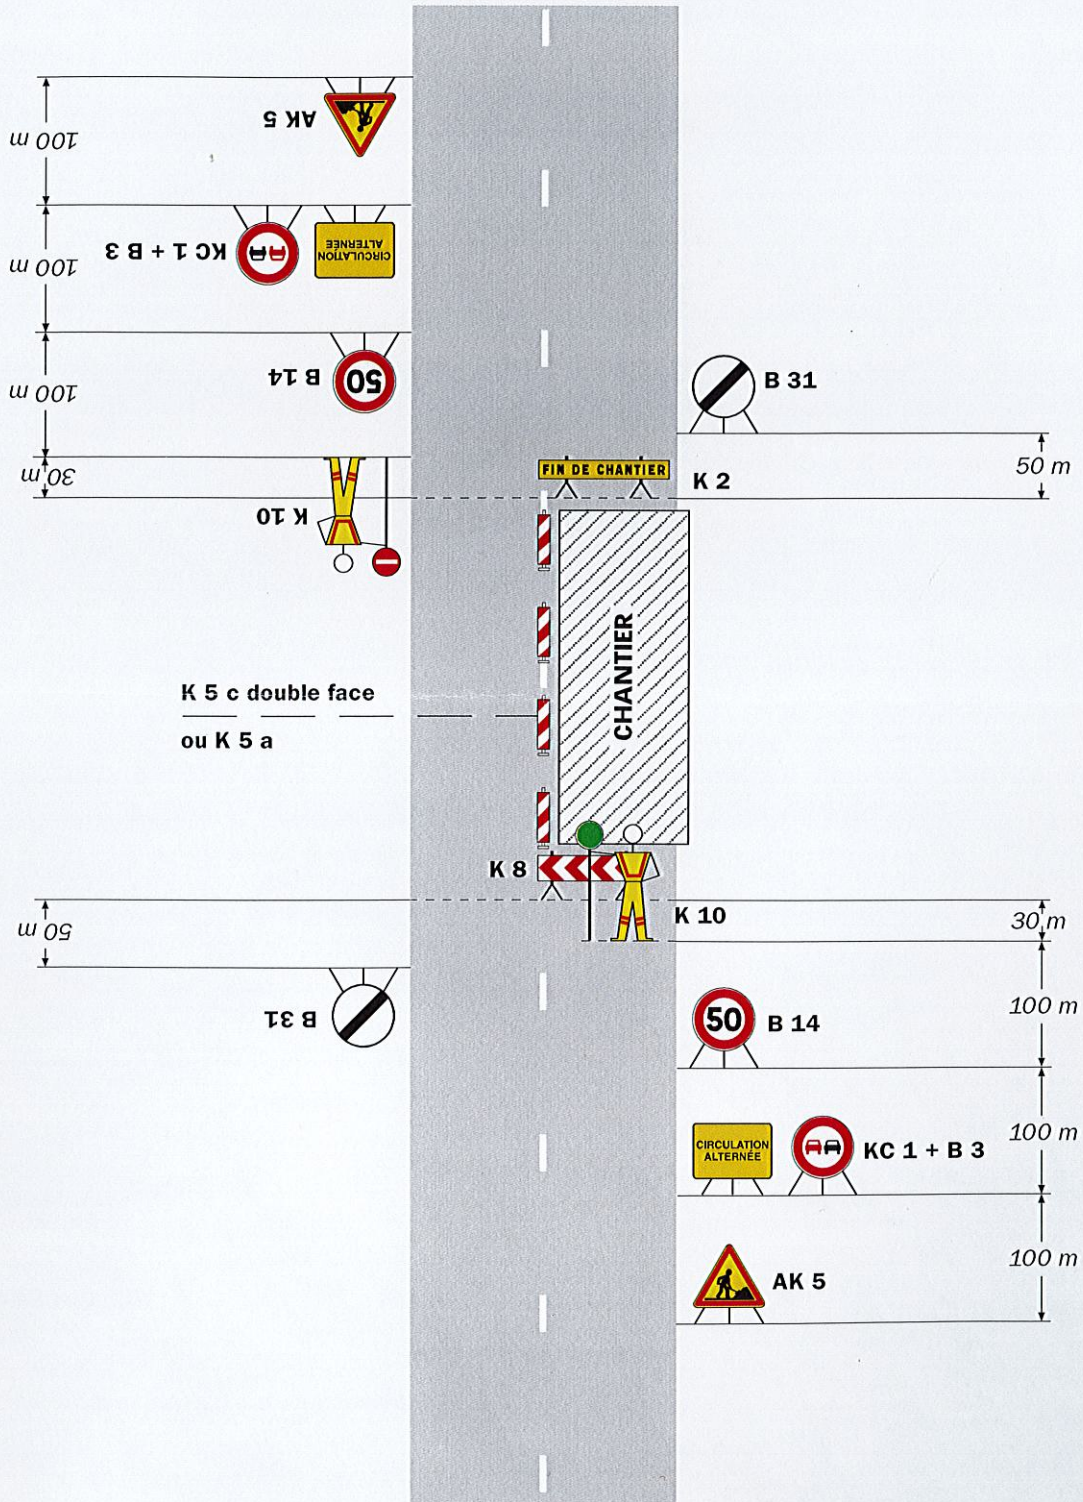 AK 5
100 m
KC 1 + B 3
CIRCULATION
ALTERNÉE
100 m
B 14
50
100 m
B 31
50 m
30 m
K 10
FIN DE CHANTIER
K 2
CHANTIER
K 5 c double face
ou K 5 a
K 8
K 10
30 m
50 m
B 31
50
B 14
100 m
CIRCULATION
ALTERNÉE
KC 1 + B 3
100 m
AK 5
100 m